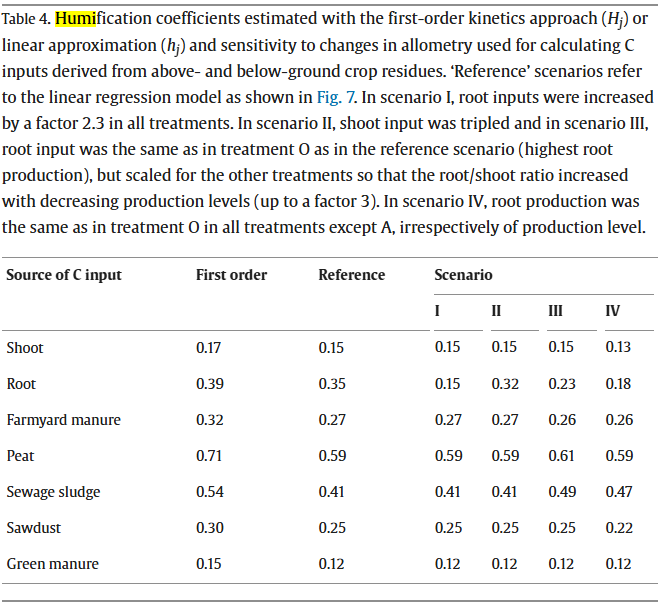 Table 4. Humification coefficients estimated with the first-order kinetics approach (Hj) or
linear approximation (hj) and sensitivity to changes in allometry used for calculating C
inputs derived from above- and below-ground crop residues. ‘Reference’ scenarios refer
to the linear regression model as shown in Fig. 7. In scenario I, root inputs were increased
by a factor 2.3 in all treatments. In scenario II, shoot input was tripled and in scenario III,
root input was the same as in treatment O as in the reference scenario (highest root
production), but scaled for the other treatments so that the root/shoot ratio increased
with decreasing production levels (up to a factor 3). In scenario IV, root production was
the same as in treatment O in all treatments except A, irrespectively of production level.
Source of C input First order Reference Scenario
I II III IV
Shoot 0.17 0.15 0.15 0.15 0.15 0.13
Root 0.39 0.35 0.15 0.32 0.23 0.18
Farmyard manure 0.32 0.27 0.27 0.27 0.26 0.26
Peat 0.71 0.59 0.59 0.59 0.61 0.59
Sewage sludge 0.54 0.41 0.41 0.41 0.49 0.47
Sawdust 0.30 0.25 0.25 0.25 0.25 0.22
Green manure 0.15 0.12 0.12 0.12 0.12 0.12